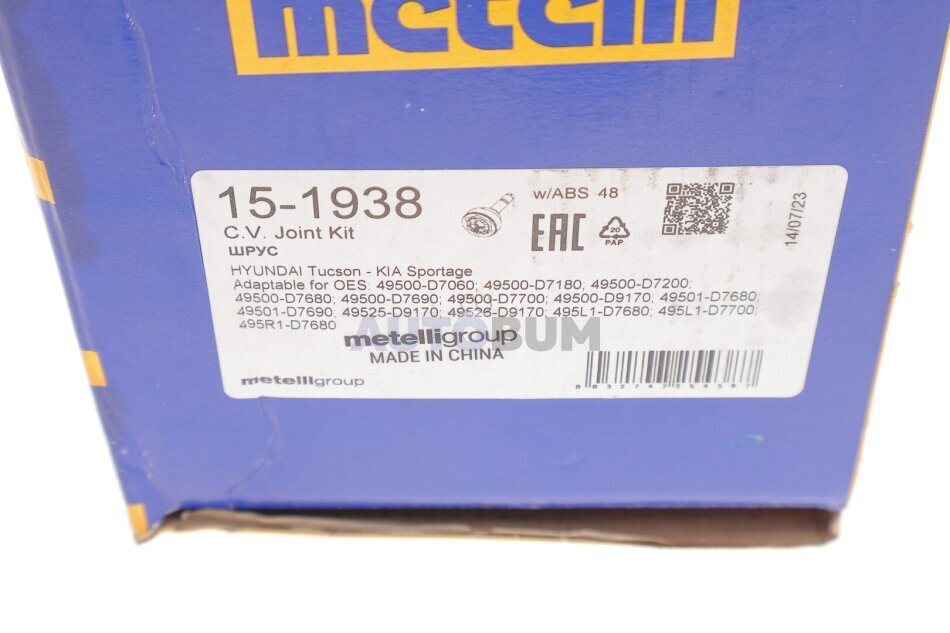 metelli
15-1938
w/ABS 48
C.V. Joint Kit
ШРУС
EAC
20
PAP
14/07/23
HYUNDAI Tucson - KIA Sportage
Adaptable for OES: 49500-D7060; 49500-D7180; 49500-D7200;
49500-D7680; 49500-D7690; 49500-D7700; 49500-D9170; 49501-D7680;
49501-D7690; 49525-D9170; 49526-D9170; 495L1-D7680; 495L1-D7700;
495R1-D7680
AUTOBUM
metelligroup
MADE IN CHINA
metelligroup